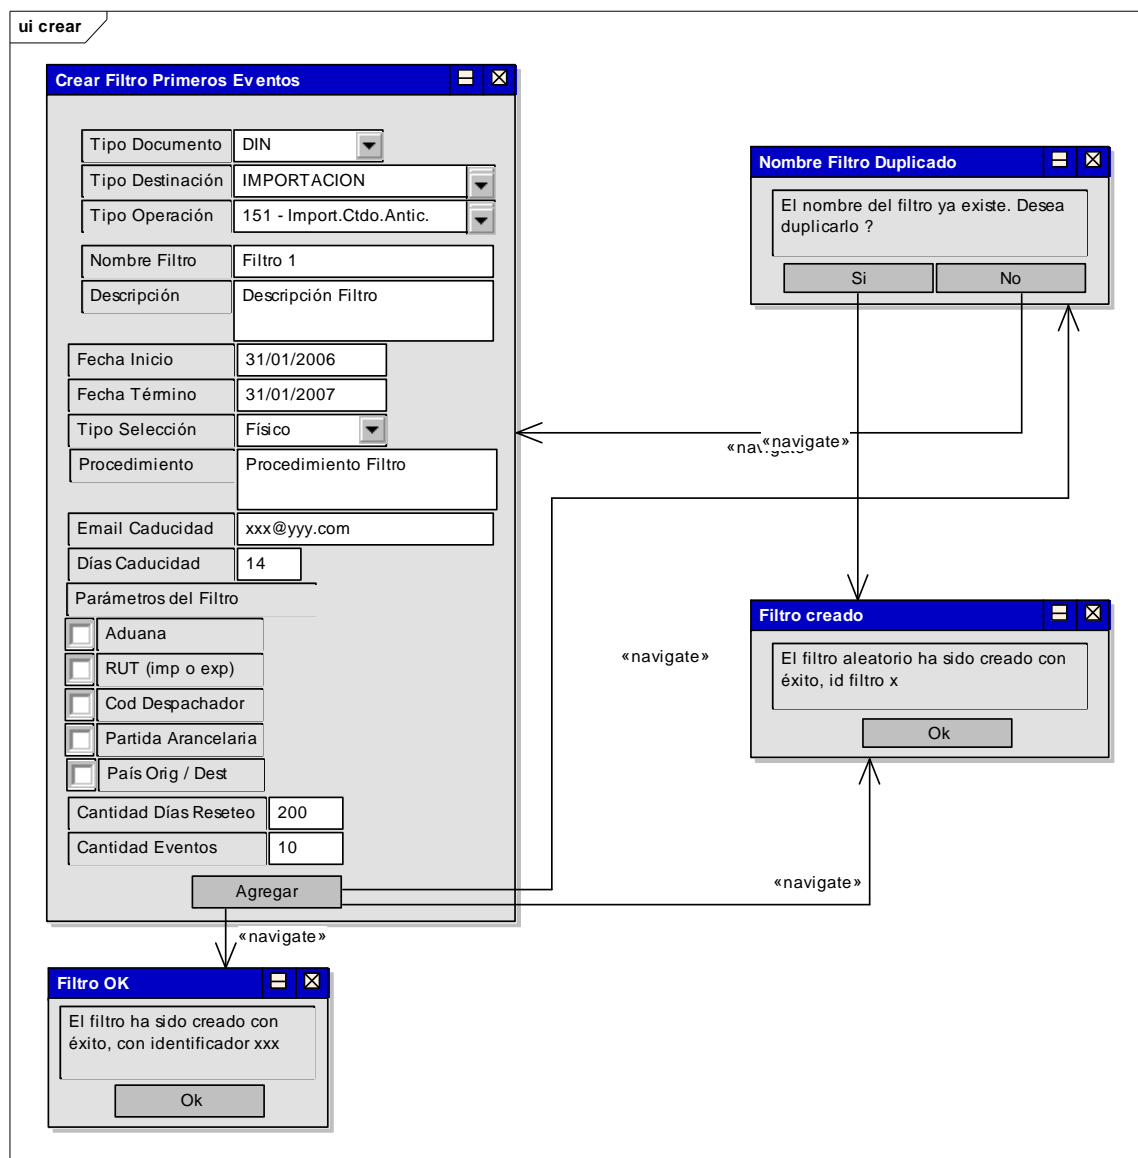 ui crear
Crear Filtro Primeros Eventos
Tipo Documento DIN
Tipo Destinación IMPORTACION
Tipo Operación 151 - Import.Ctdo.Antic.
Nombre Filtro Filtro 1
Descripción Descripción Filtro
Fecha Inicio 31/01/2006
Fecha Término 31/01/2007
Tipo Selección Físico
Procedimiento Procedimiento Filtro
Email Caducidad xxx@yyy.com
Días Caducidad 14
Parámetros del Filtro
Aduana
RUT (imp o exp)
Cod Despachador
Partida Arancelaria
País Orig / Dest
Cantidad Días Reseteo 200
Cantidad Eventos 10
Agregar
Nombre Filtro Duplicado
El nombre del filtro ya existe. Desea
duplicarlo ?
Si No
«navigate»
«navigate»
«navigate»
Filtro creado
El filtro aleatorio ha sido creado con
éxito, id filtro x
Ok
«navigate»
«navigate»
Filtro OK
El filtro ha sido creado con
éxito, con identificador xxx
Ok